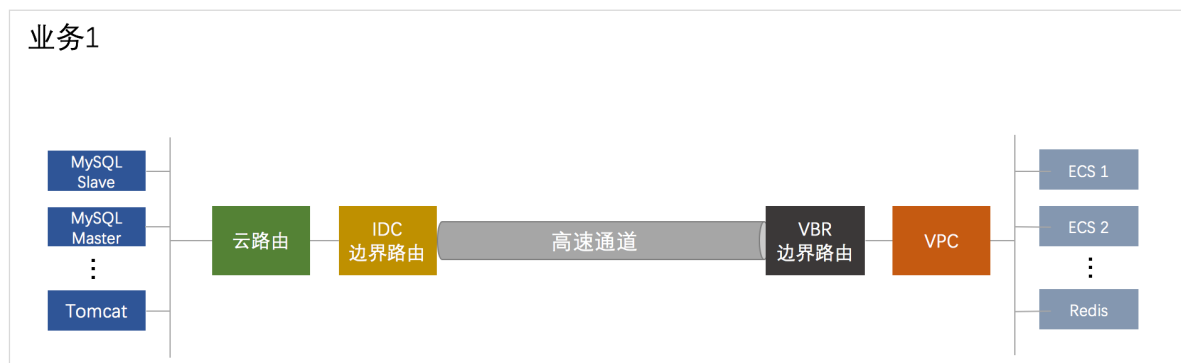 业务1
MySQL
Slave
MySQL
Master
⋮
Tomcat
云路由
IDC
边界路由
高速通道
VBR
边界路由
VPC
ECS 1
ECS 2
⋮
Redis